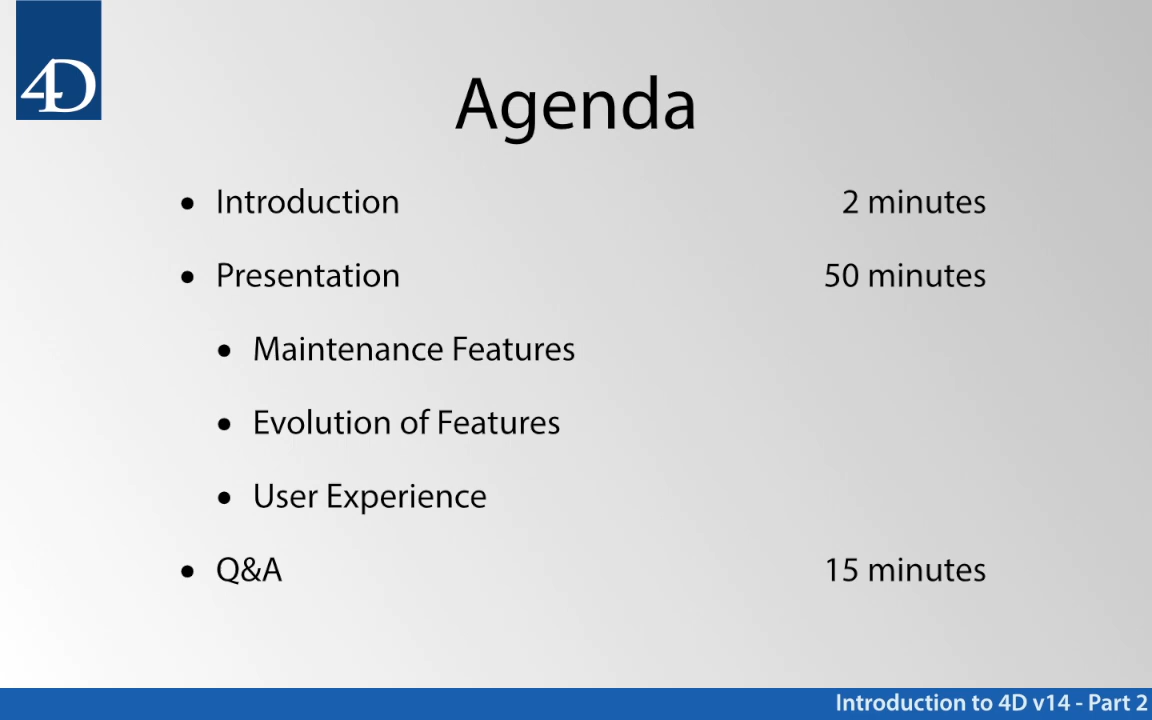 4D
Agenda
• Introduction 2 minutes
• Presentation 50 minutes
• Maintenance Features
• Evolution of Features
• User Experience
• Q&A 15 minutes
Introduction to 4D v14 - Part 2